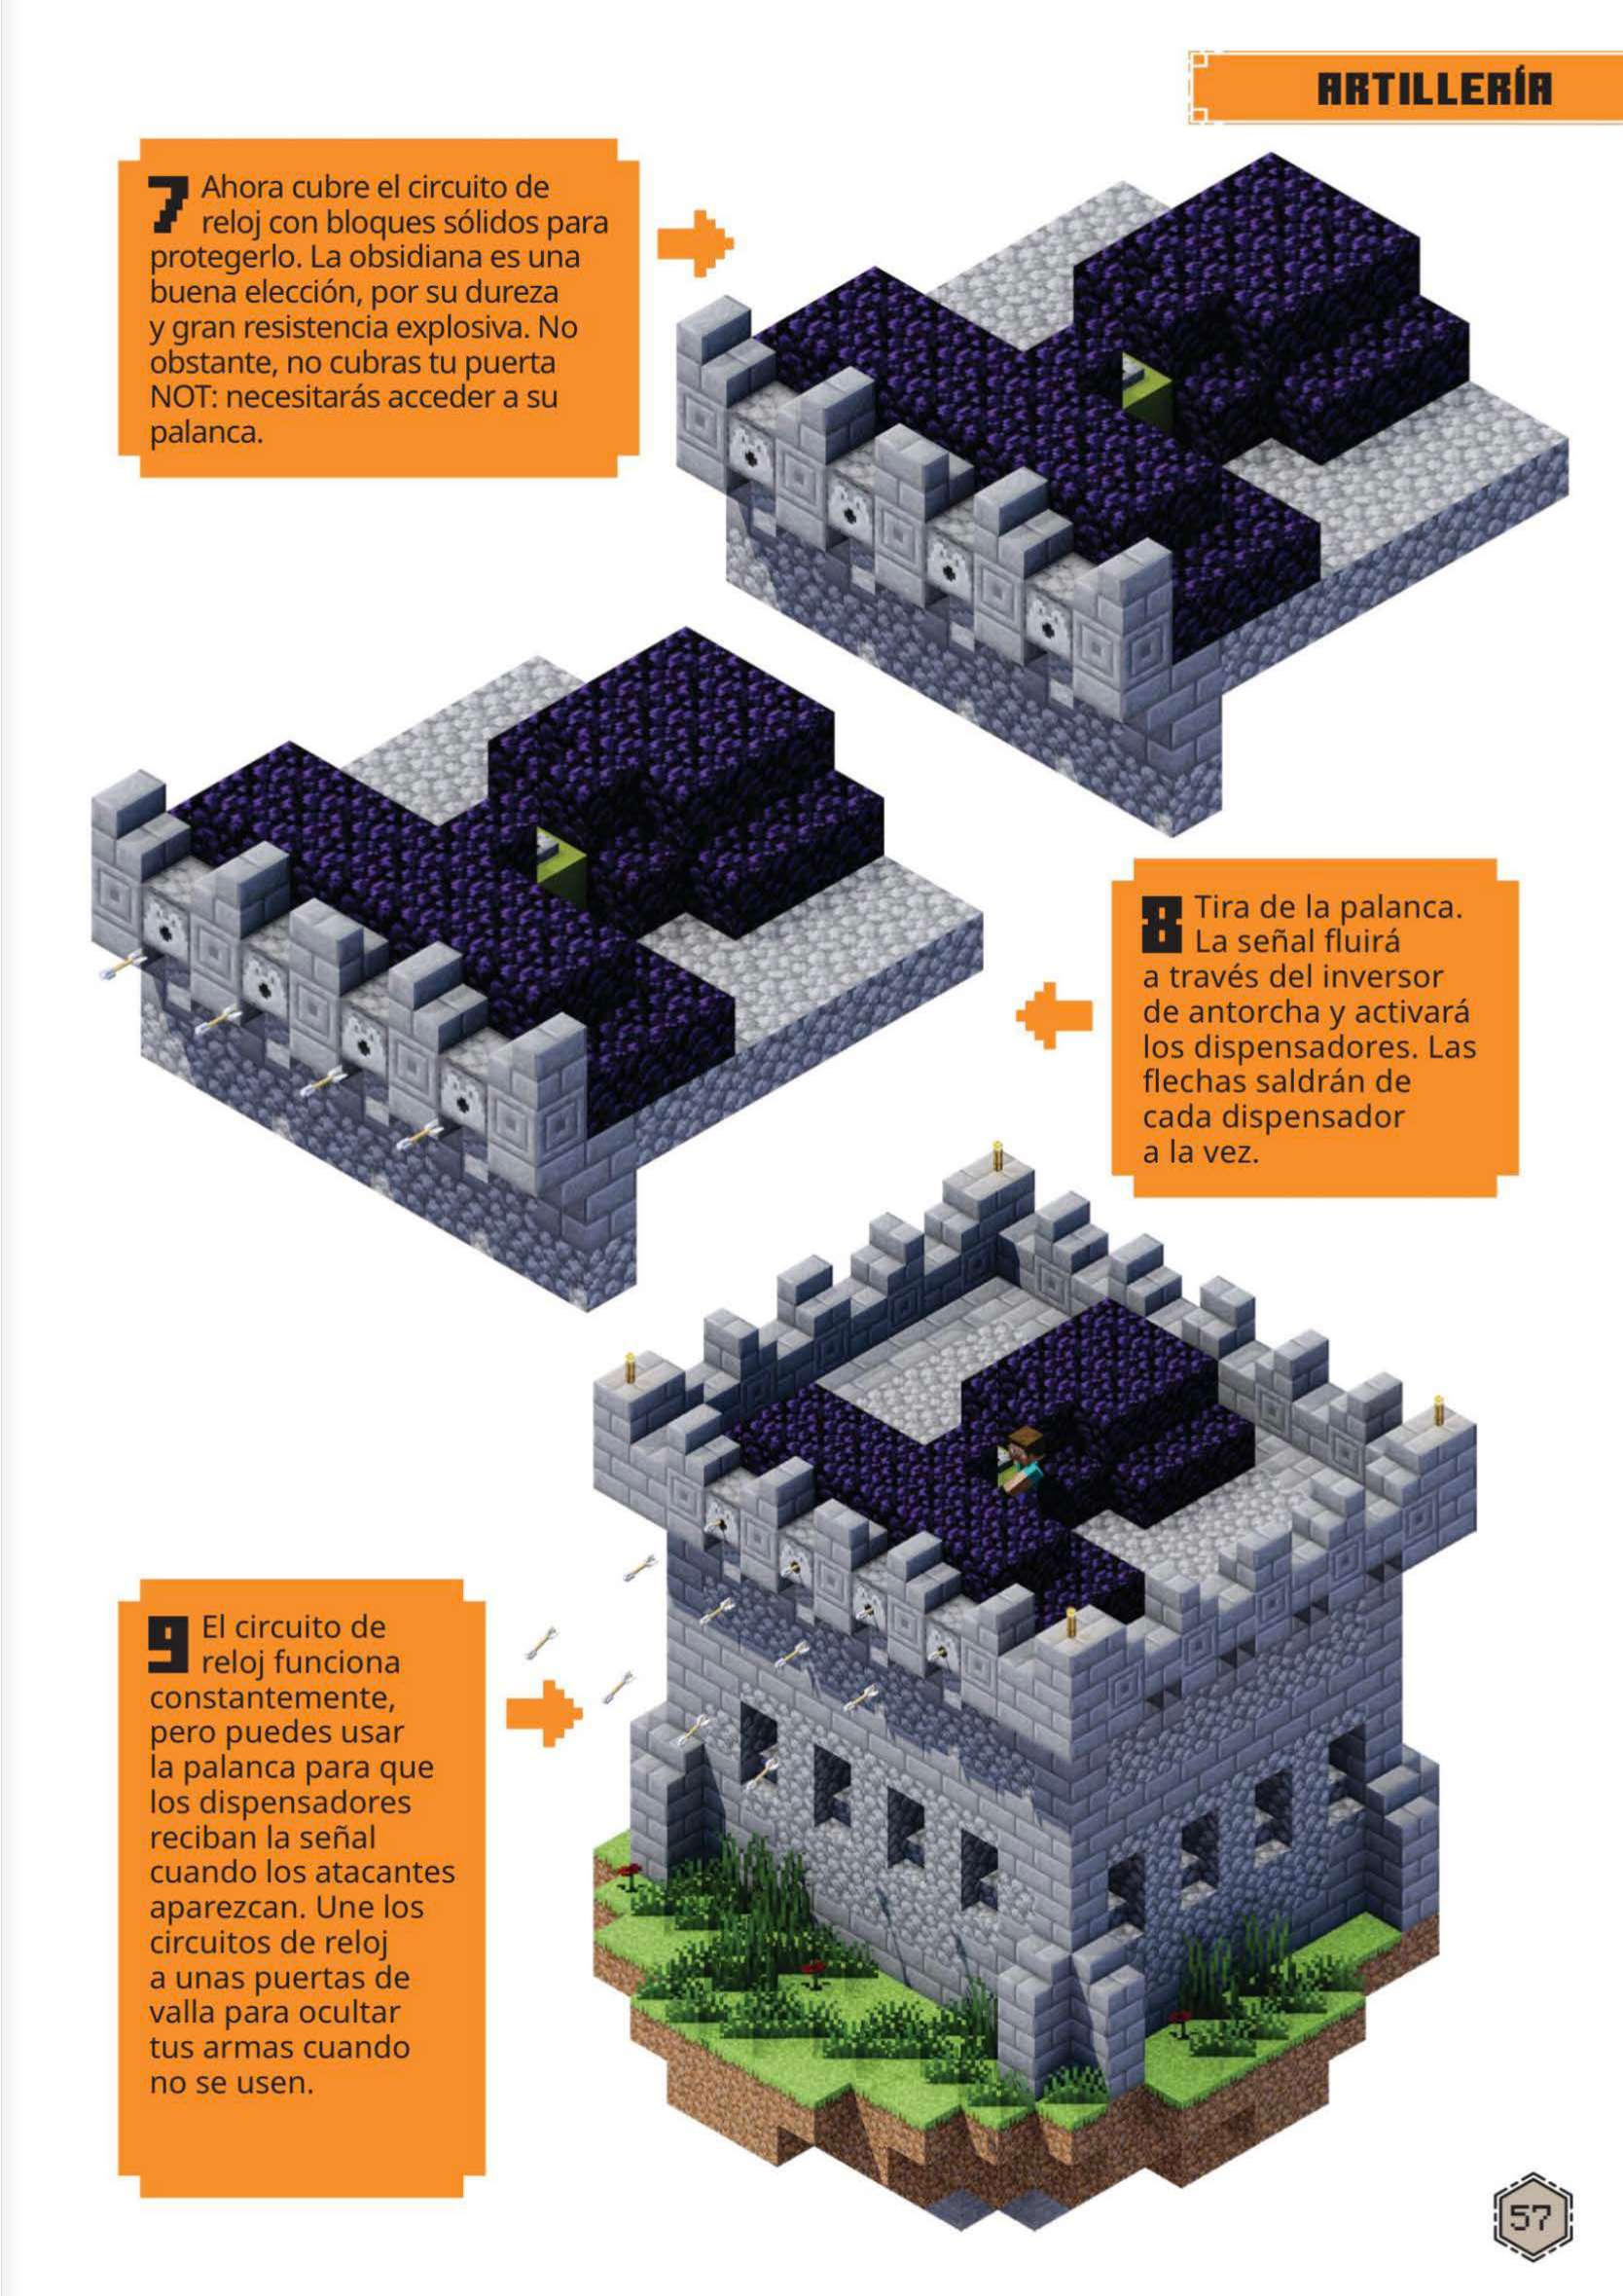 ARTILLERÍA
7 Ahora cubre el circuito de
reloj con bloques sólidos para
protegerlo. La obsidiana es una
buena elección, por su dureza
y gran resistencia explosiva. No
obstante, no cubras tu puerta
NOT: necesitarás acceder a su
palanca.
8 Tira de la palanca.
La señal fluirá
a través del inversor
de antorcha y activará
los dispensadores. Las
flechas saldrán de
cada dispensador
a la vez.
9 El circuito de
reloj funciona
constantemente,
pero puedes usar
la palanca para que
los dispensadores
reciban la señal
cuando los atacantes
aparezcan. Une los
circuitos de reloj
a unas puertas de
valla para ocultar
tus armas cuando
no se usen.
57